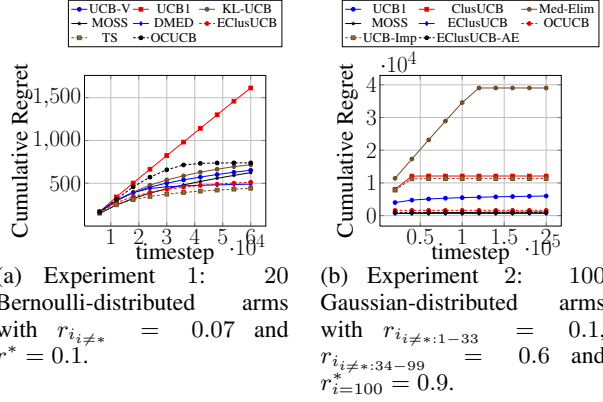 UCB-V UCB1 KL-UCB
MOSS DMED EClusUCB
TS OCUCB
Cumulative Regret
1,500
1,000
500
1 2 3 4 5 6
timestep ·10^4
UCB1 ClusUCB Med-Elim
MOSS EClusUCB OCUCB
UCB-Imp EClusUCB-AE
·10^4
Cumulative Regret
4
3
2
1
0
0.5 1 1.5 2
timestep ·10^5
(a) Experiment 1: 20
Bernoulli-distributed arms
with r_{i_{i≠∗}} = 0.07 and
r^∗ = 0.1.
(b) Experiment 2: 100
Gaussian-distributed arms
with r_{i_{i≠∗:1−33}} = 0.1,
r_{i_{i≠∗:34−99}} = 0.6 and
r^∗_{i=100} = 0.9.